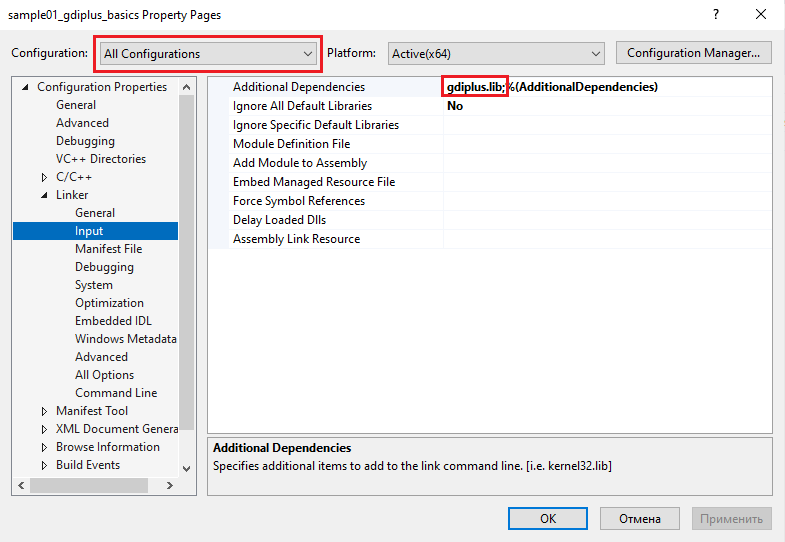 sample01_gdiplus_basics Property Pages
? 
Configuration: All Configurations Platform: Active(x64) Configuration Manager...
Configuration Properties
General
Advanced
Debugging
VC++ Directories
C/C++
Linker
General
Input
Manifest File
Debugging
System
Optimization
Embedded IDL
Windows Metadata
Advanced
All Options
Command Line
Manifest Tool
XML Document Genera
Browse Information
Build Events
Additional Dependencies gdiplus.lib;%(AdditionalDependencies)
Ignore All Default Libraries No
Ignore Specific Default Libraries
Module Definition File
Add Module to Assembly
Embed Managed Resource File
Force Symbol References
Delay Loaded Dlls
Assembly Link Resource
Additional Dependencies
Specifies additional items to add to the link command line. [i.e. kernel32.lib]
OK Отмена Применить